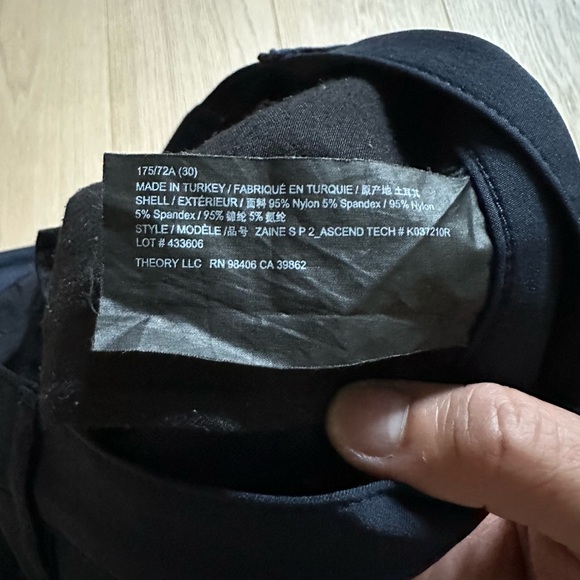 175/72A (30)
MADE IN TURKEY / FABRIQUÉ EN TURQUIE / 原产地 土耳其
SHELL / EXTÉRIEUR / 面料 95% Nylon 5% Spandex / 95% Nylon
5% Spandex / 95% 锦纶 5% 氨纶
STYLE / MODÈLE / 品号 ZAINE S P 2_ASCEND TECH # K037210R
LOT # 433606
THEORY LLC RN 98406 CA 39862